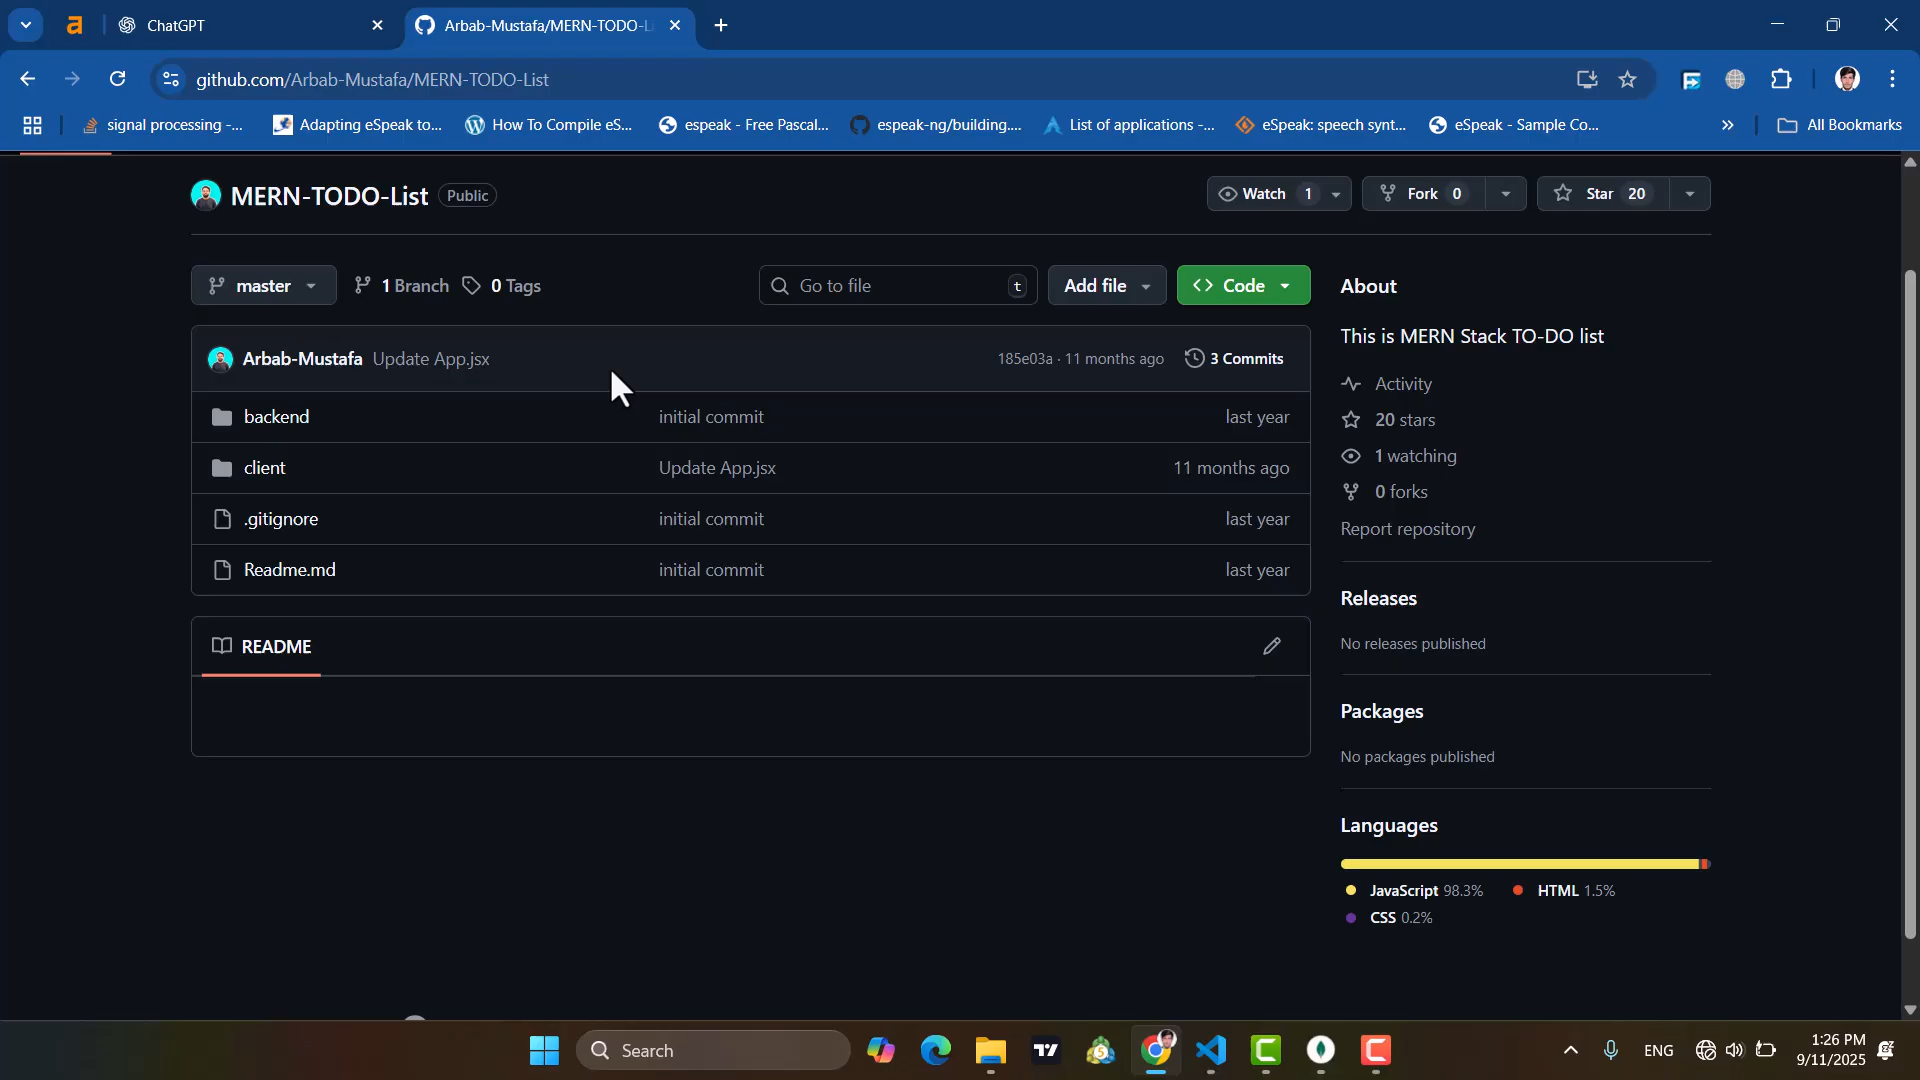 ChatGPT
Arbab-Mustafa/MERN-TODO-L
github.com/Arbab-Mustafa/MERN-TODO-List
signal processing -...
Adapting eSpeak to...
How To Compile eS...
espeak - Free Pascal...
espeak-ng/building....
List of applications -...
eSpeak: speech synt...
eSpeak - Sample Co...
All Bookmarks
MERN-TODO-List Public
Watch 1
Fork 0
Star 20
master
1 Branch
0 Tags
Go to file t
Add file
Code
Arbab-Mustafa Update App.jsx 185e03a · 11 months ago 3 Commits
backend initial commit last year
client Update App.jsx 11 months ago
.gitignore initial commit last year
Readme.md initial commit last year
README
About
This is MERN Stack TO-DO list
Activity
20 stars
1 watching
0 forks
Report repository
Releases
No releases published
Packages
No packages published
Languages
JavaScript 98.3% HTML 1.5%
CSS 0.2%
Search
ENG
1:26 PM
9/11/2025